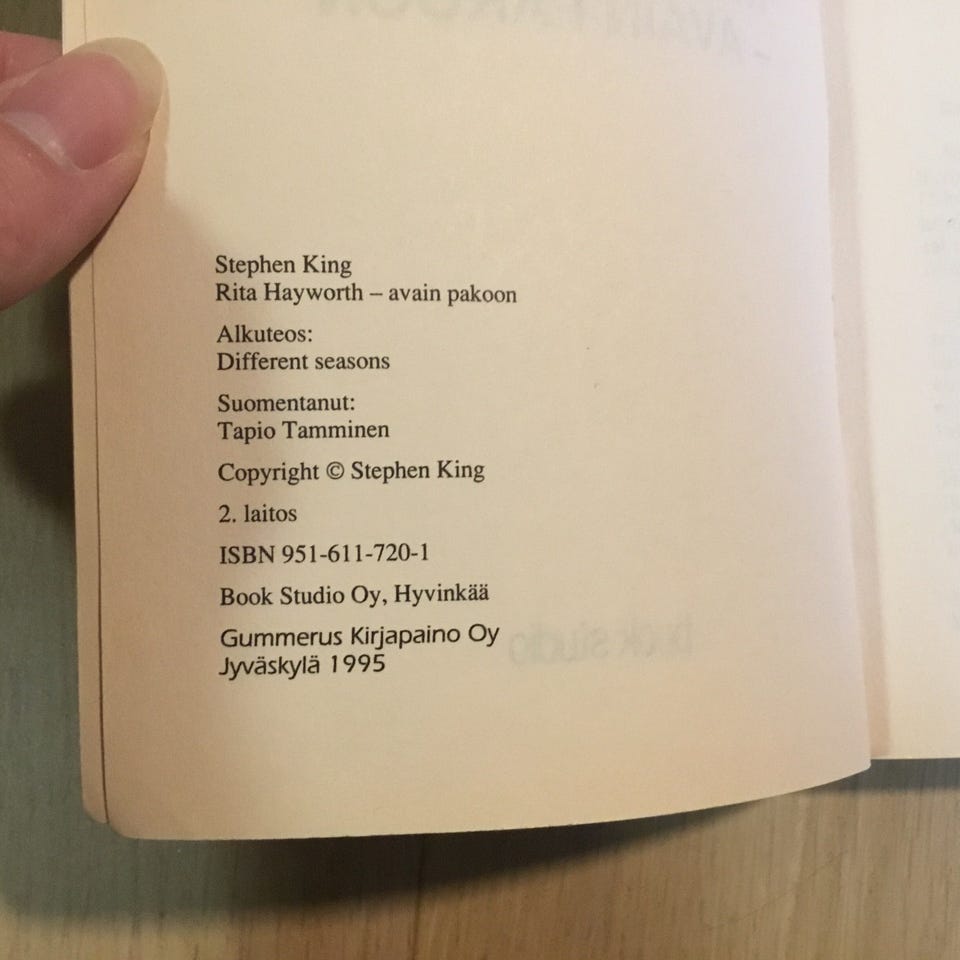 Stephen King
Rita Hayworth – avain pakoon
Alkuteos:
Different seasons
Suomentanut:
Tapio Tamminen
Copyright © Stephen King
2. laitos
ISBN 951-611-720-1
Book Studio Oy, Hyvinkää
Gummerus Kirjapaino Oy
Jyväskylä 1995